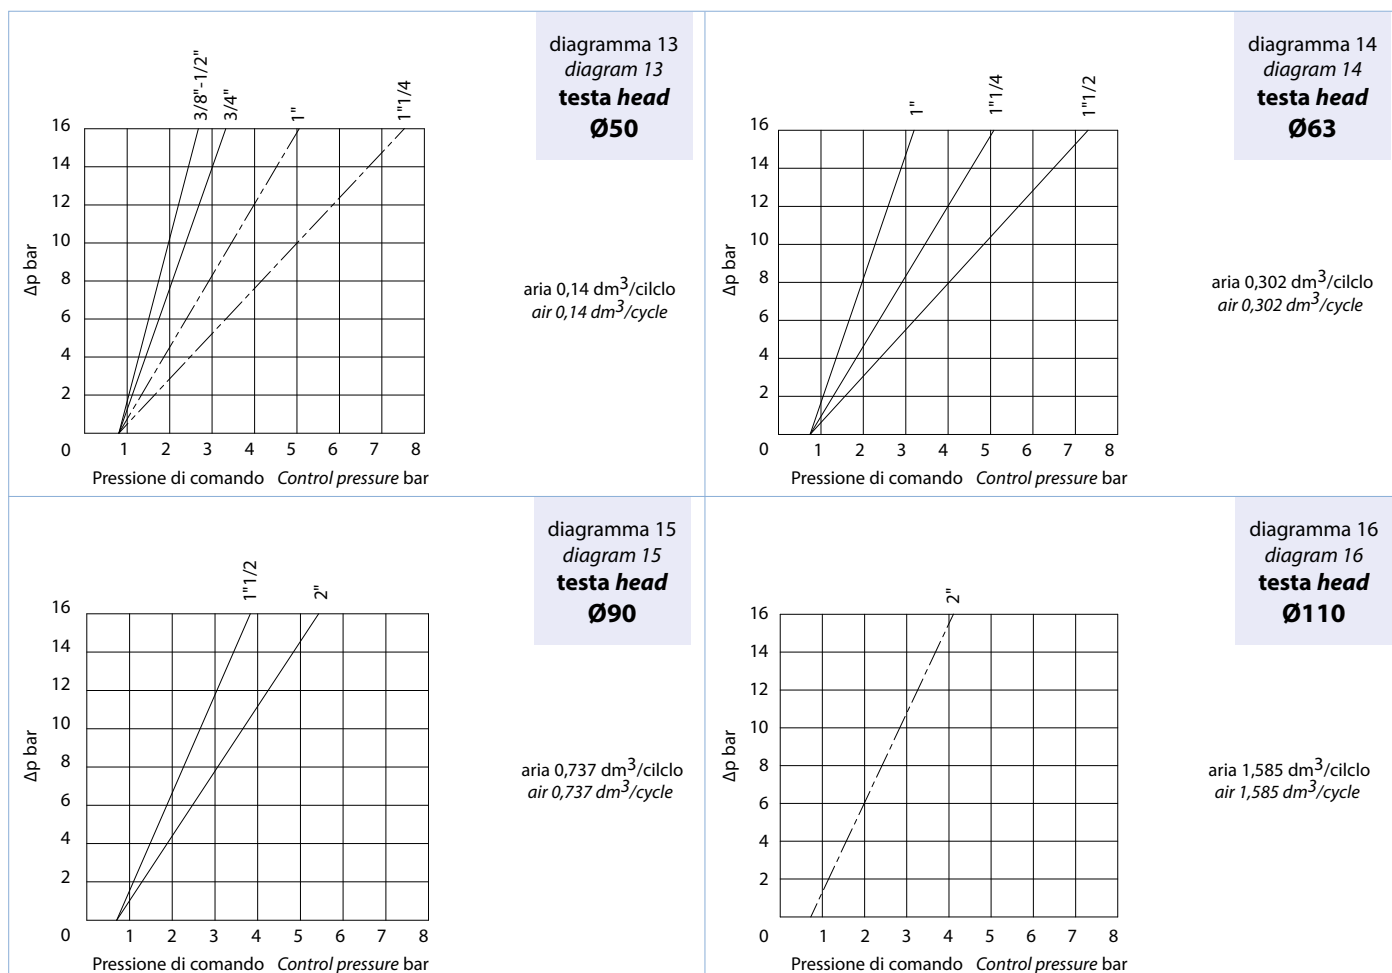 diagramma 13
diagram 13
testa head
Ø50
3/8"-1/2"
3/4"
1"
1"1/4
16
14
12
10
8
6
4
2
Δp bar
0 1 2 3 4 5 6 7 8
Pressione di comando Control pressure bar
aria 0,14 dm³/cilclo
air 0,14 dm³/cycle
diagramma 14
diagram 14
testa head
Ø63
1"
1"1/4
1"1/2
16
14
12
10
8
6
4
2
Δp bar
0 1 2 3 4 5 6 7 8
Pressione di comando Control pressure bar
aria 0,302 dm³/cilclo
air 0,302 dm³/cycle
diagramma 15
diagram 15
testa head
Ø90
1"1/2
2"
16
14
12
10
8
6
4
2
Δp bar
0 1 2 3 4 5 6 7 8
Pressione di comando Control pressure bar
aria 0,737 dm³/cilclo
air 0,737 dm³/cycle
diagramma 16
diagram 16
testa head
Ø110
2"
16
14
12
10
8
6
4
2
Δp bar
0 1 2 3 4 5 6 7 8
Pressione di comando Control pressure bar
aria 1,585 dm³/cilclo
air 1,585 dm³/cycle